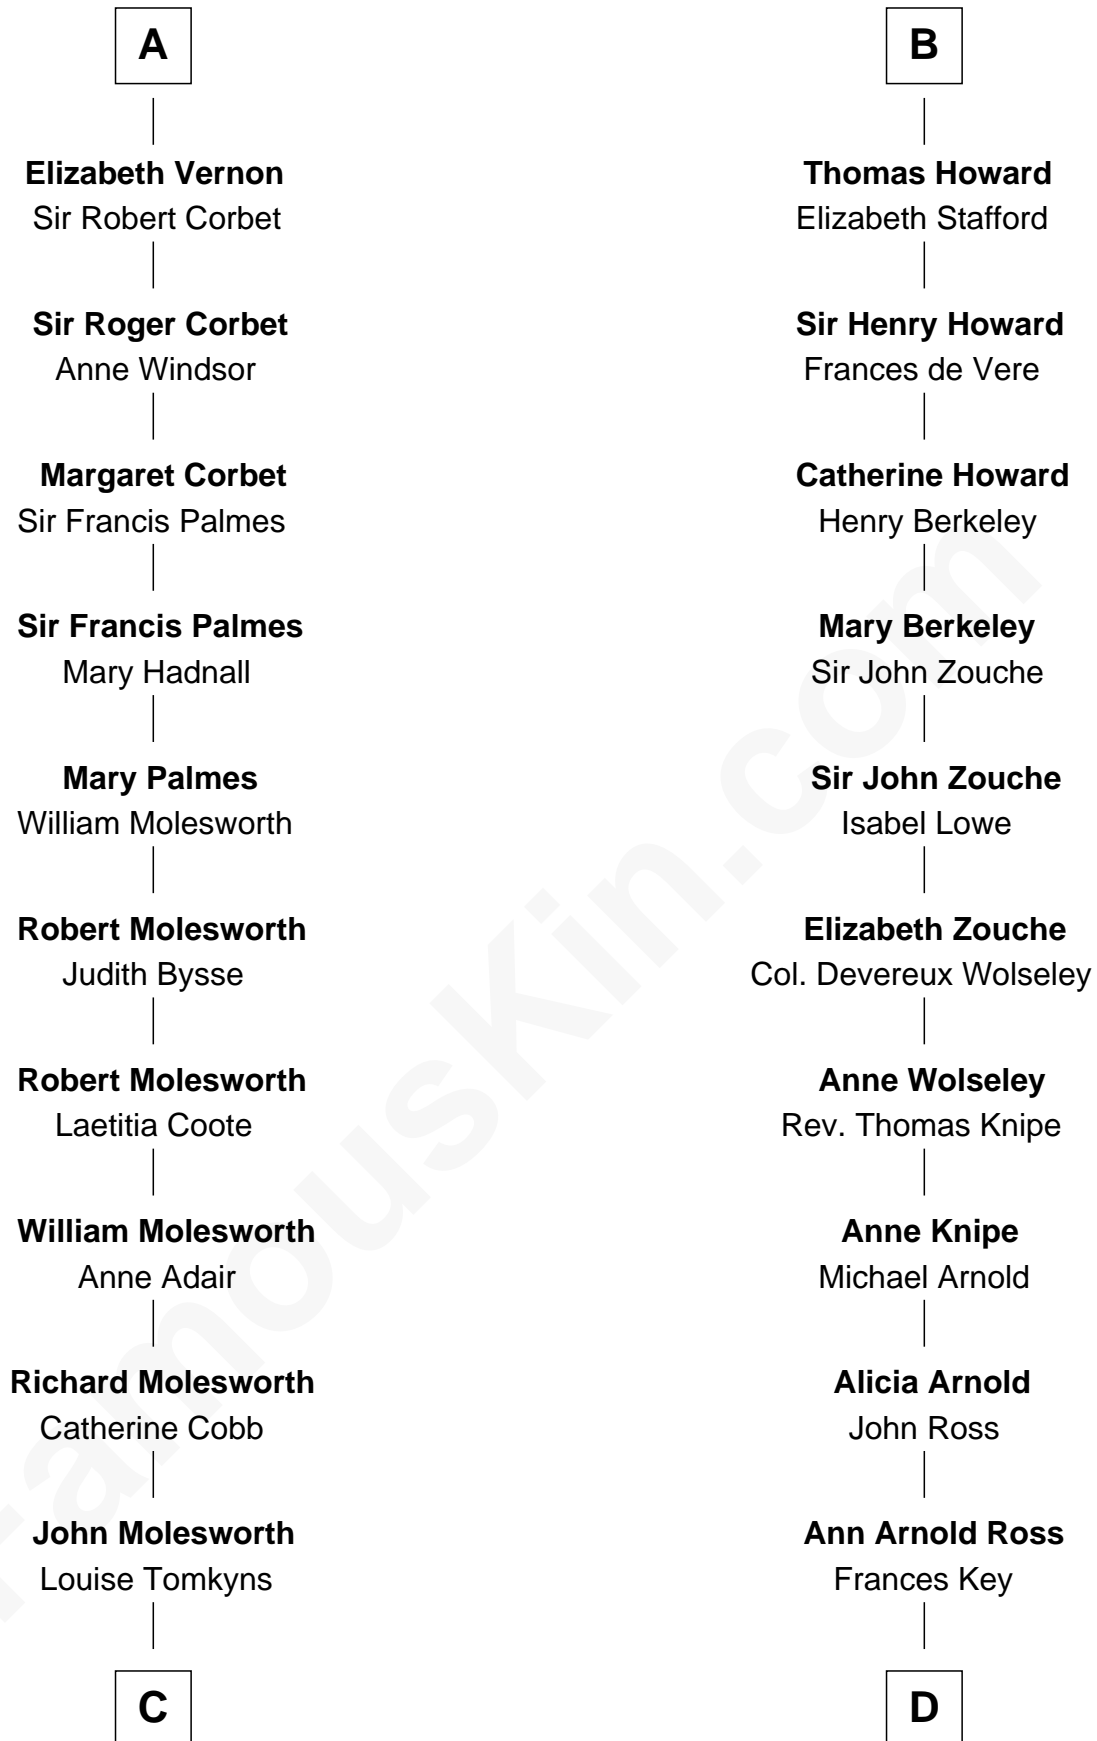 A
Elizabeth Vernon
Sir Robert Corbet
Sir Roger Corbet
Anne Windsor
Margaret Corbet
Sir Francis Palmes
Sir Francis Palmes
Mary Hadnall
Mary Palmes
William Molesworth
Robert Molesworth
Judith Bysse
Robert Molesworth
Laetitia Coote
William Molesworth
Anne Adair
Richard Molesworth
Catherine Cobb
John Molesworth
Louise Tomkyns
C
B
Thomas Howard
Elizabeth Stafford
Sir Henry Howard
Frances de Vere
Catherine Howard
Henry Berkeley
Mary Berkeley
Sir John Zouche
Sir John Zouche
Isabel Lowe
Elizabeth Zouche
Col. Devereux Wolseley
Anne Wolseley
Rev. Thomas Knipe
Anne Knipe
Michael Arnold
Alicia Arnold
John Ross
Ann Arnold Ross
Frances Key
D
FamousKin.com